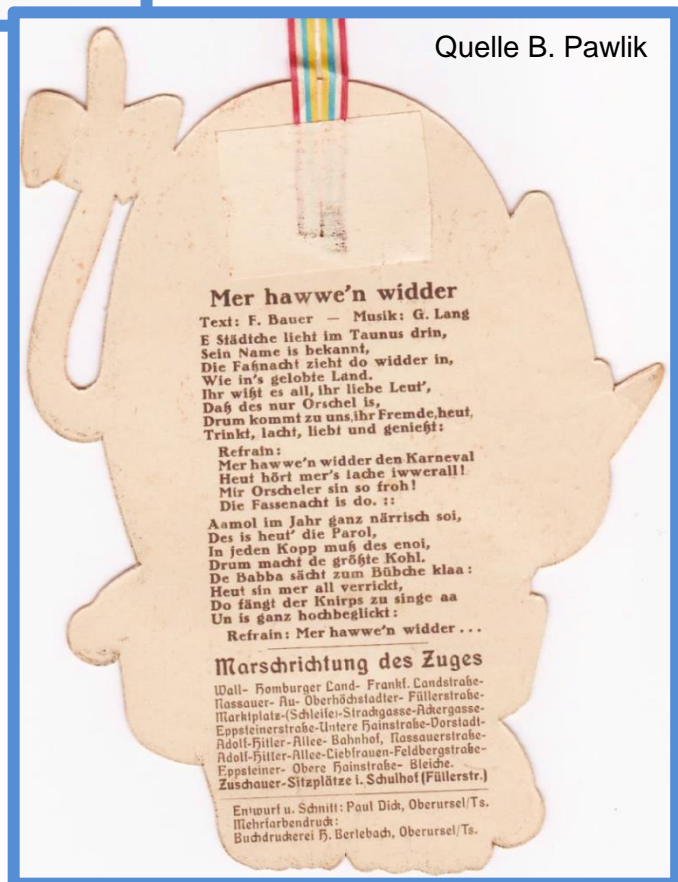 Quelle B. Pawlik
Mer hawwe'n widder
Text: F. Bauer — Musik: G. Lang
E Städtche lieht im Taunus drin,
Sein Name is bekannt,
Die Faßnacht zieht do widder in,
Wie in's gelobte Land.
Ihr wißt es all, ihr liebe Leut',
Daß des nur Orschel is,
Drum kommt zu uns, ihr Fremde, heut,
Trinkt, lacht, liebt und genießt:
Refrain:
Mer hawwe'n widder den Karneval
Heut hört mer's lache iwwerall!
Mir Orscheler sin so froh!
Die Fassenacht is do. ::
Aamol im Jahr ganz närrisch soi,
Des is heut' die Parol,
In jeden Kopp muß des enoi,
Drum macht de größte Kohl.
De Babba sächt zum Bübche klaa:
Heut sin mer all verrickt,
Do fängt der Knirps zu singe aa
Un is ganz hochbeglickt:
Refrain: Mer hawwe'n widder ...
Marschrichtung des Zuges
Wall- Homburger Land- Frankf. Landstraße-
Nassauer- Au- Oberhöchstadter- Füllerstraße-
Marktplatz-(Schleife)-Strackgasse-Ackergasse-
Eppsteinerstraße-Untere Hainstraße-Vorstadt-
Adolf-Hitler-Allee- Bahnhof, Nassauerstraße-
Adolf-Hitler-Allee-Liebfrauen-Feldbergstraße-
Eppsteiner- Obere Hainstraße- Bleiche.
Zuschauer-Sitzplätze i. Schulhof (Füllerstr.)
Entwurf u. Schnitt: Paul Dick, Oberursel/Ts.
Mehrfarbendruck:
Buchdruckerei H. Berlebach, Oberursel/Ts.